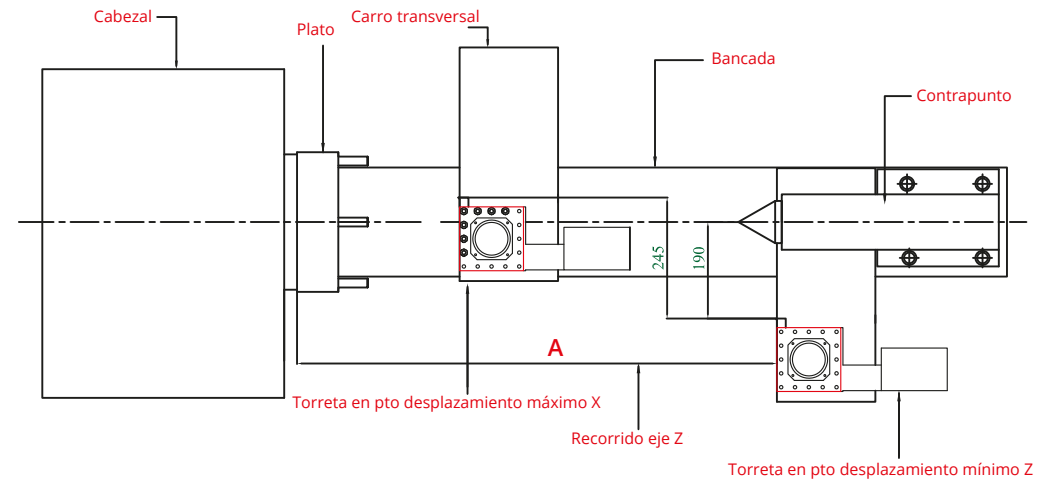 Cabezal
Carro transversal
Plato
Bancada
Contrapunto
245
190
A
Torreta en pto desplazamiento máximo X
Recorrido eje Z
Torreta en pto desplazamiento mínimo Z